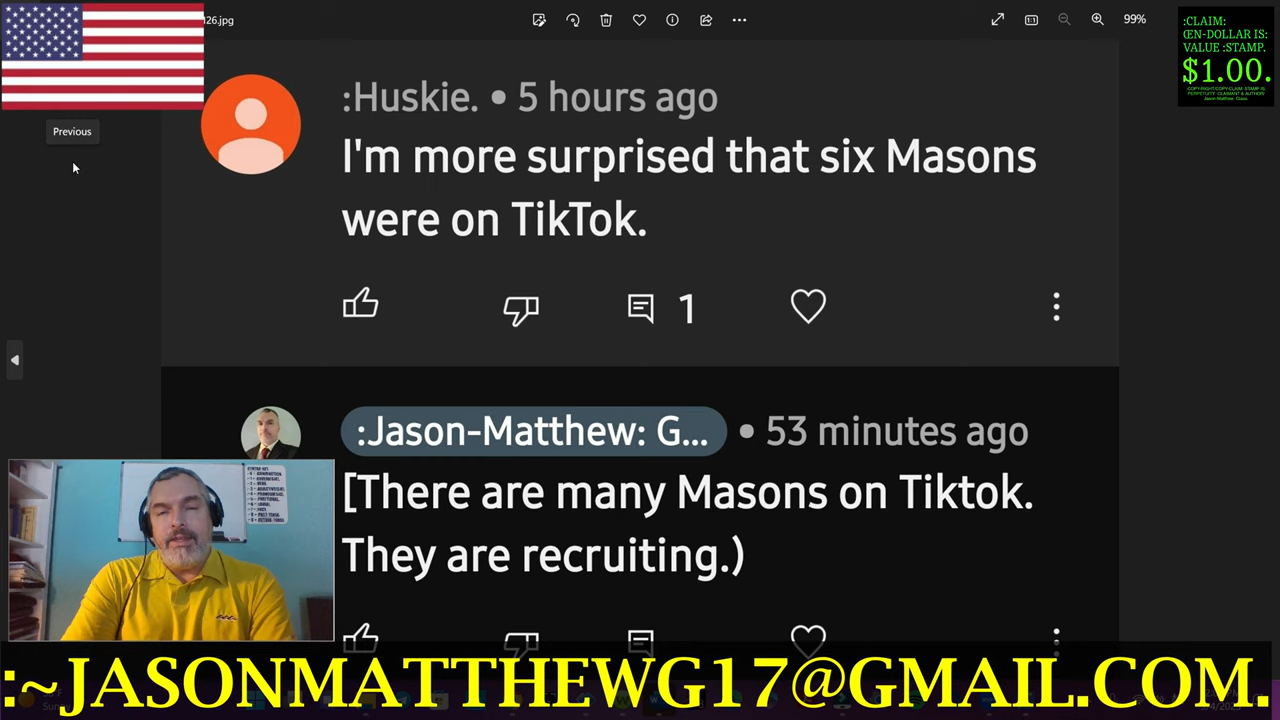 26.jpg
99%
:CLAIM:
ŒN-DOLLAR IS:
VALUE :STAMP.
$1.00.
Previous
:Huskie. • 5 hours ago
I'm more surprised that six Masons
were on TikTok.
1
:Jason-Matthew: G... • 53 minutes ago
[There are many Masons on Tiktok.
They are recruiting.)
:~JASONMATTHEWG17@GMAIL.COM.